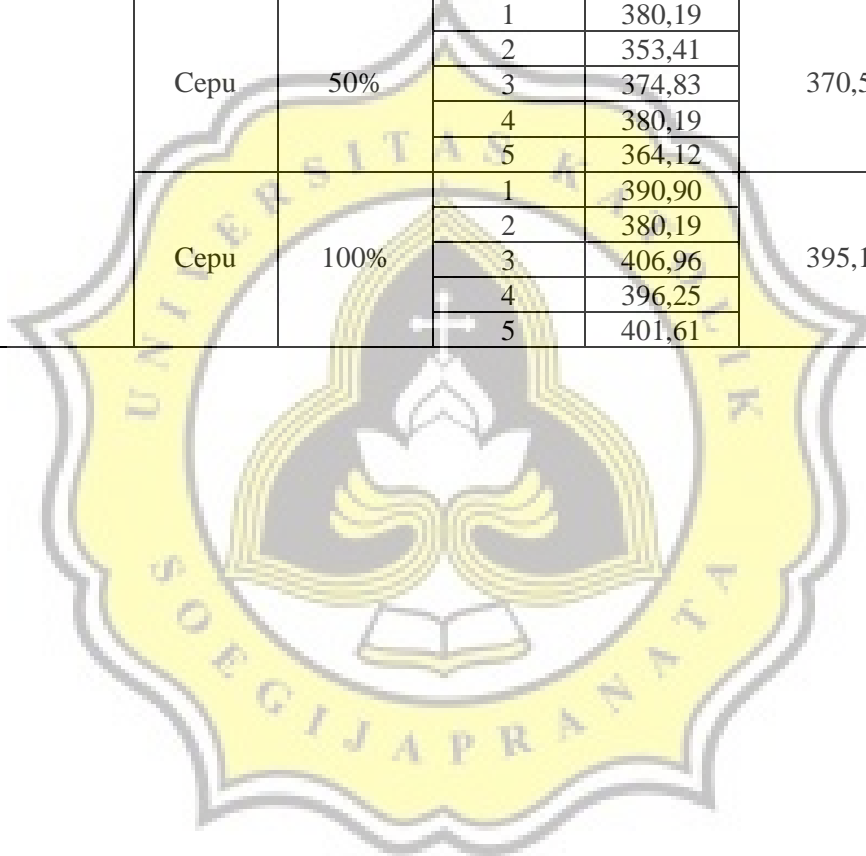 1 380,19
2 353,41
Cepu 50% 3 374,83 370,5
4 380,19
5 364,12
1 390,90
2 380,19
Cepu 100% 3 406,96 395,1
4 396,25
5 401,61
UNIVERSITAS KATOLIK
SOEGIJAPRANATA